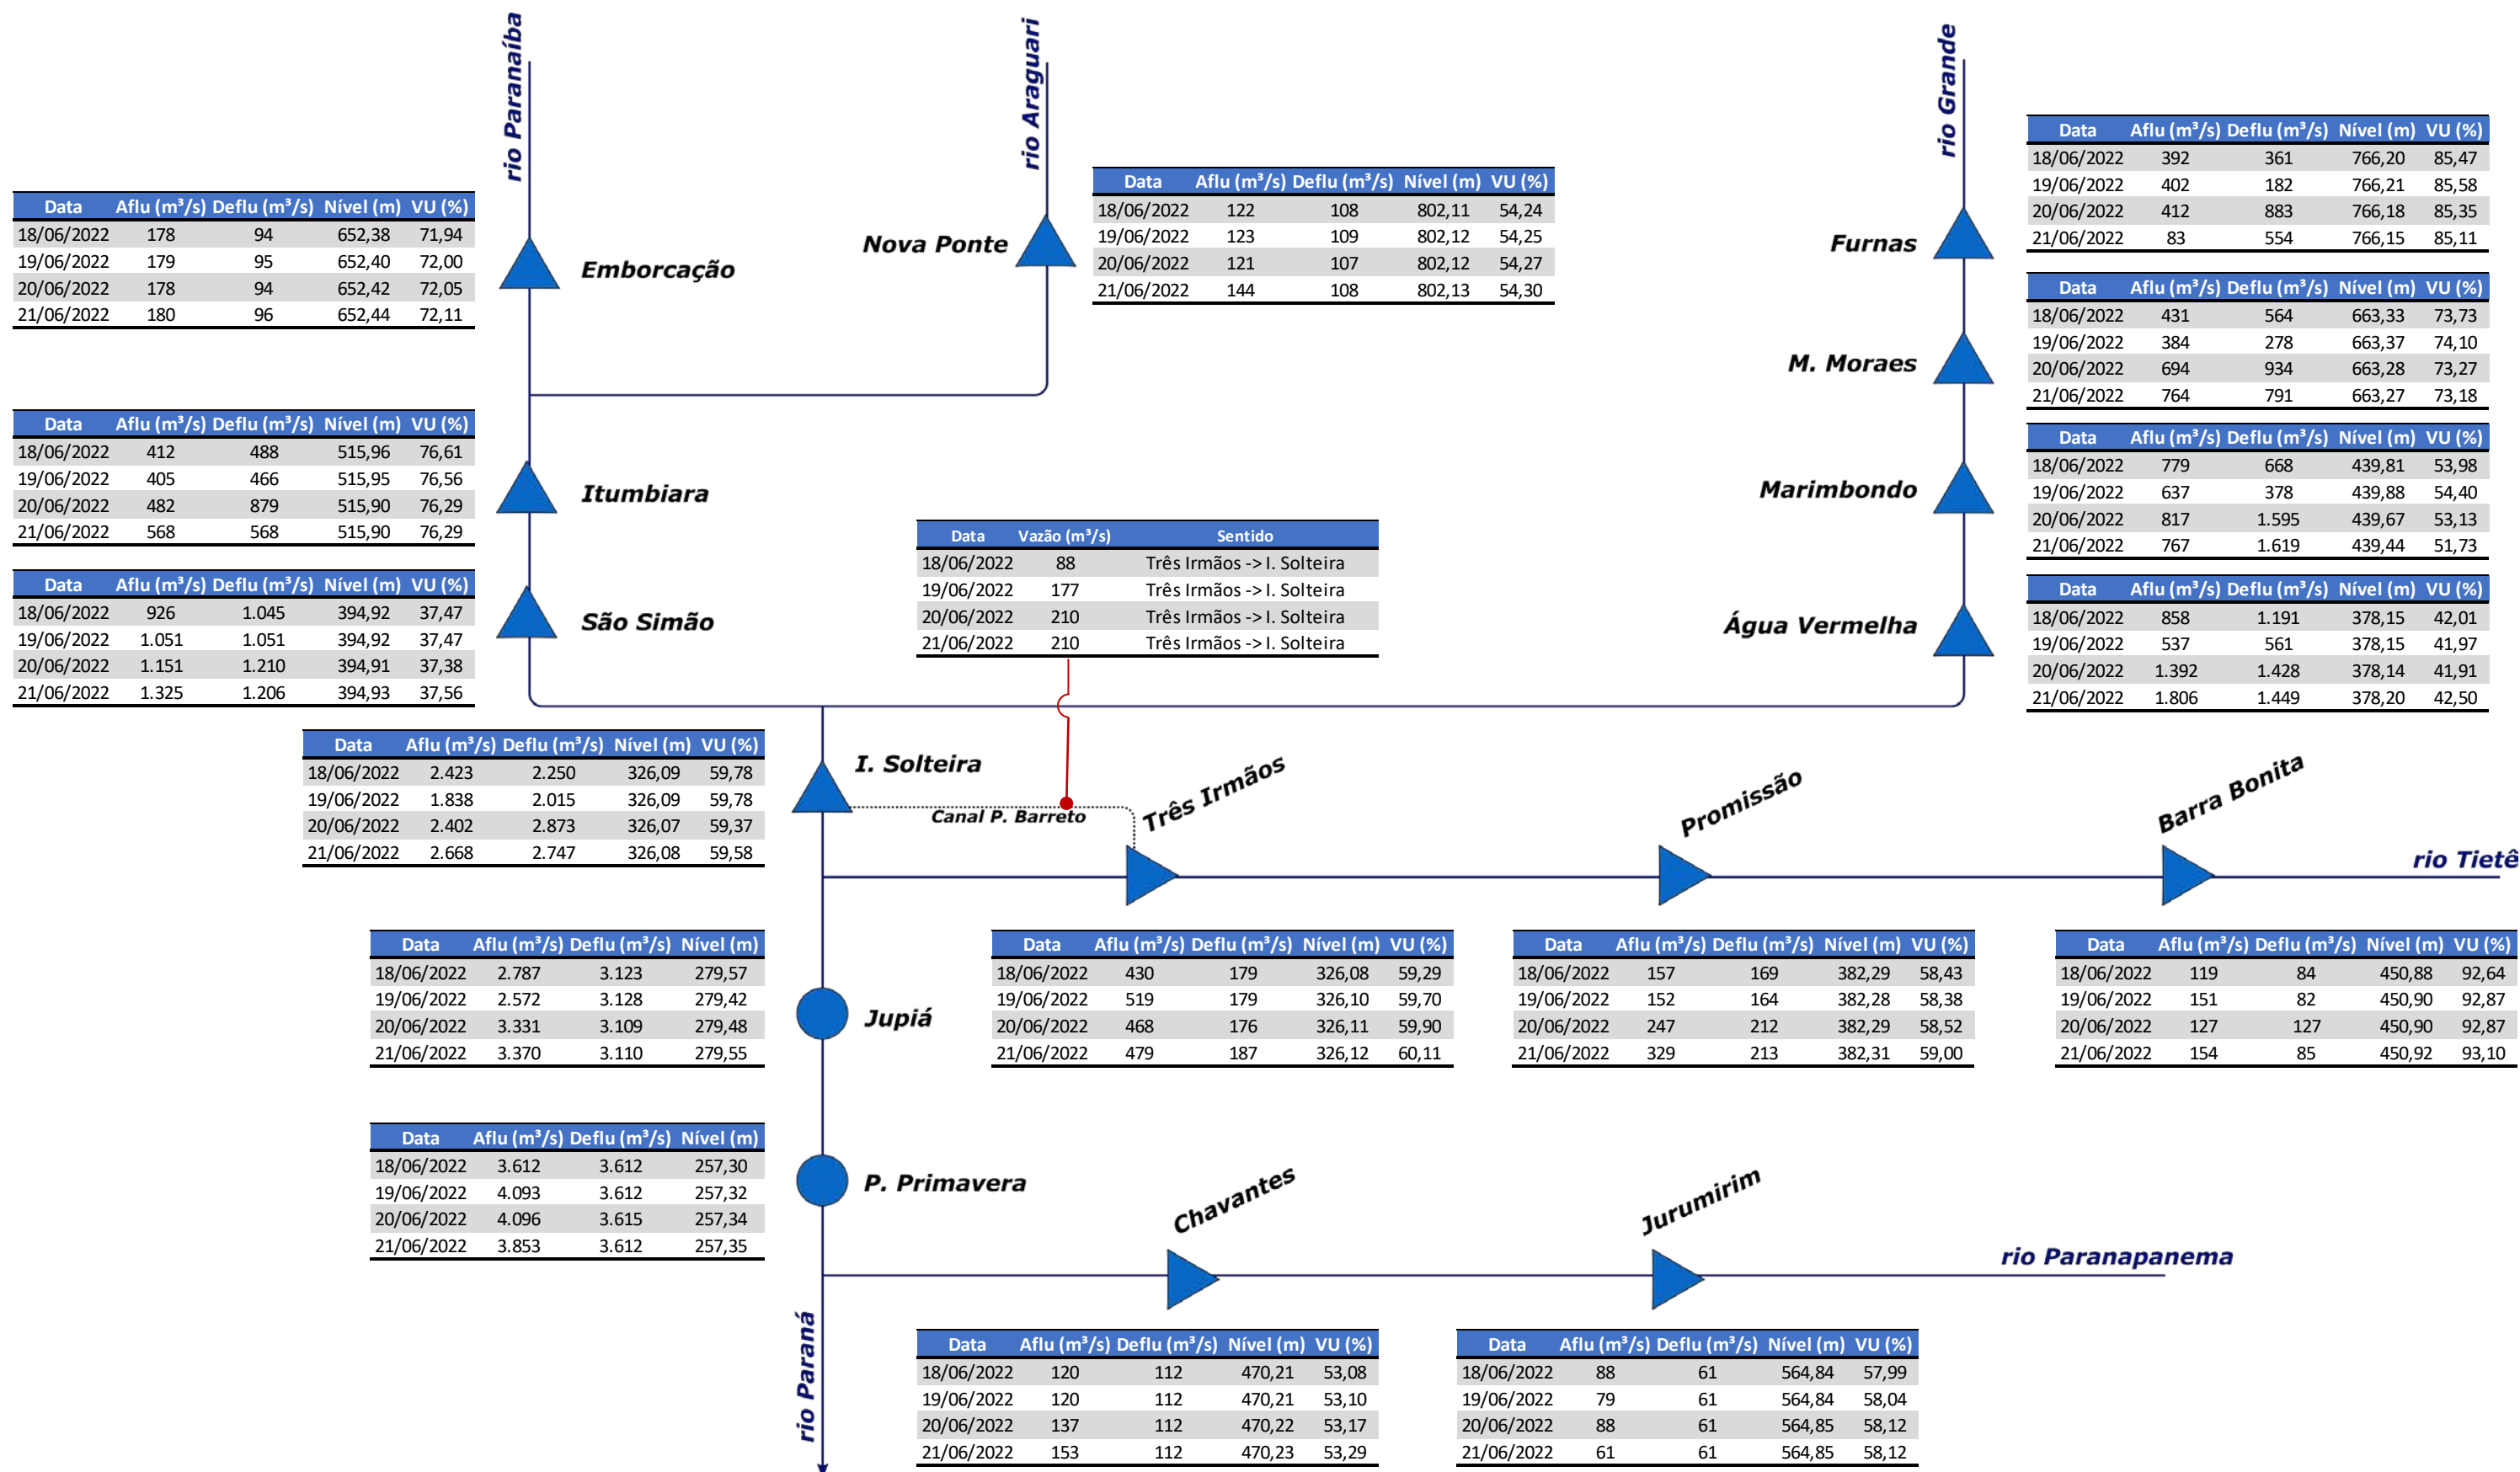 rio Paranaíba
rio Araguari
rio Grande
Data Aflu (m³/s) Deflu (m³/s) Nível (m) VU (%)
18/06/2022 392 361 766,20 85,47
19/06/2022 402 182 766,21 85,58
20/06/2022 412 883 766,18 85,35
21/06/2022 83 554 766,15 85,11
Furnas
Data Aflu (m³/s) Deflu (m³/s) Nível (m) VU (%)
18/06/2022 122 108 802,11 54,24
19/06/2022 123 109 802,12 54,25
20/06/2022 121 107 802,12 54,27
21/06/2022 144 108 802,13 54,30
Nova Ponte
Data Aflu (m³/s) Deflu (m³/s) Nível (m) VU (%)
18/06/2022 178 94 652,38 71,94
19/06/2022 179 95 652,40 72,00
20/06/2022 178 94 652,42 72,05
21/06/2022 180 96 652,44 72,11
Emborcação
Data Aflu (m³/s) Deflu (m³/s) Nível (m) VU (%)
18/06/2022 431 564 663,33 73,73
19/06/2022 384 278 663,37 74,10
20/06/2022 694 934 663,28 73,27
21/06/2022 764 791 663,27 73,18
M. Moraes
Data Aflu (m³/s) Deflu (m³/s) Nível (m) VU (%)
18/06/2022 412 488 515,96 76,61
19/06/2022 405 466 515,95 76,56
20/06/2022 482 879 515,90 76,29
21/06/2022 568 568 515,90 76,29
Itumbiara
Data Aflu (m³/s) Deflu (m³/s) Nível (m) VU (%)
18/06/2022 779 668 439,81 53,98
19/06/2022 637 378 439,88 54,40
20/06/2022 817 1.595 439,67 53,13
21/06/2022 767 1.619 439,44 51,73
Marimbondo
Data Vazão (m³/s) Sentido
18/06/2022 88 Três Irmãos -> I. Solteira
19/06/2022 177 Três Irmãos -> I. Solteira
20/06/2022 210 Três Irmãos -> I. Solteira
21/06/2022 210 Três Irmãos -> I. Solteira
Data Aflu (m³/s) Deflu (m³/s) Nível (m) VU (%)
18/06/2022 926 1.045 394,92 37,47
19/06/2022 1.051 1.051 394,92 37,47
20/06/2022 1.151 1.210 394,91 37,38
21/06/2022 1.325 1.206 394,93 37,56
São Simão
Data Aflu (m³/s) Deflu (m³/s) Nível (m) VU (%)
18/06/2022 858 1.191 378,15 42,01
19/06/2022 537 561 378,15 41,97
20/06/2022 1.392 1.428 378,14 41,91
21/06/2022 1.806 1.449 378,20 42,50
Água Vermelha
Data Aflu (m³/s) Deflu (m³/s) Nível (m) VU (%)
18/06/2022 2.423 2.250 326,09 59,78
19/06/2022 1.838 2.015 326,09 59,78
20/06/2022 2.402 2.873 326,07 59,37
21/06/2022 2.668 2.747 326,08 59,58
I. Solteira
Canal P. Barreto
Três Irmãos
Promissão
Barra Bonita
rio Tietê
Data Aflu (m³/s) Deflu (m³/s) Nível (m)
18/06/2022 2.787 3.123 279,57
19/06/2022 2.572 3.128 279,42
20/06/2022 3.331 3.109 279,48
21/06/2022 3.370 3.110 279,55
Jupiá
Data Aflu (m³/s) Deflu (m³/s) Nível (m) VU (%)
18/06/2022 430 179 326,08 59,29
19/06/2022 519 179 326,10 59,70
20/06/2022 468 176 326,11 59,90
21/06/2022 479 187 326,12 60,11
Data Aflu (m³/s) Deflu (m³/s) Nível (m) VU (%)
18/06/2022 157 169 382,29 58,43
19/06/2022 152 164 382,28 58,38
20/06/2022 247 212 382,29 58,52
21/06/2022 329 213 382,31 59,00
Data Aflu (m³/s) Deflu (m³/s) Nível (m) VU (%)
18/06/2022 119 84 450,88 92,64
19/06/2022 151 82 450,90 92,87
20/06/2022 127 127 450,90 92,87
21/06/2022 154 85 450,92 93,10
Data Aflu (m³/s) Deflu (m³/s) Nível (m)
18/06/2022 3.612 3.612 257,30
19/06/2022 4.093 3.612 257,32
20/06/2022 4.096 3.615 257,34
21/06/2022 3.853 3.612 257,35
P. Primavera
Chavantes
Jurumirim
rio Paranapanema
rio Paraná
Data Aflu (m³/s) Deflu (m³/s) Nível (m) VU (%)
18/06/2022 120 112 470,21 53,08
19/06/2022 120 112 470,21 53,10
20/06/2022 137 112 470,22 53,17
21/06/2022 153 112 470,23 53,29
Data Aflu (m³/s) Deflu (m³/s) Nível (m) VU (%)
18/06/2022 88 61 564,84 57,99
19/06/2022 79 61 564,84 58,04
20/06/2022 88 61 564,85 58,12
21/06/2022 61 61 564,85 58,12